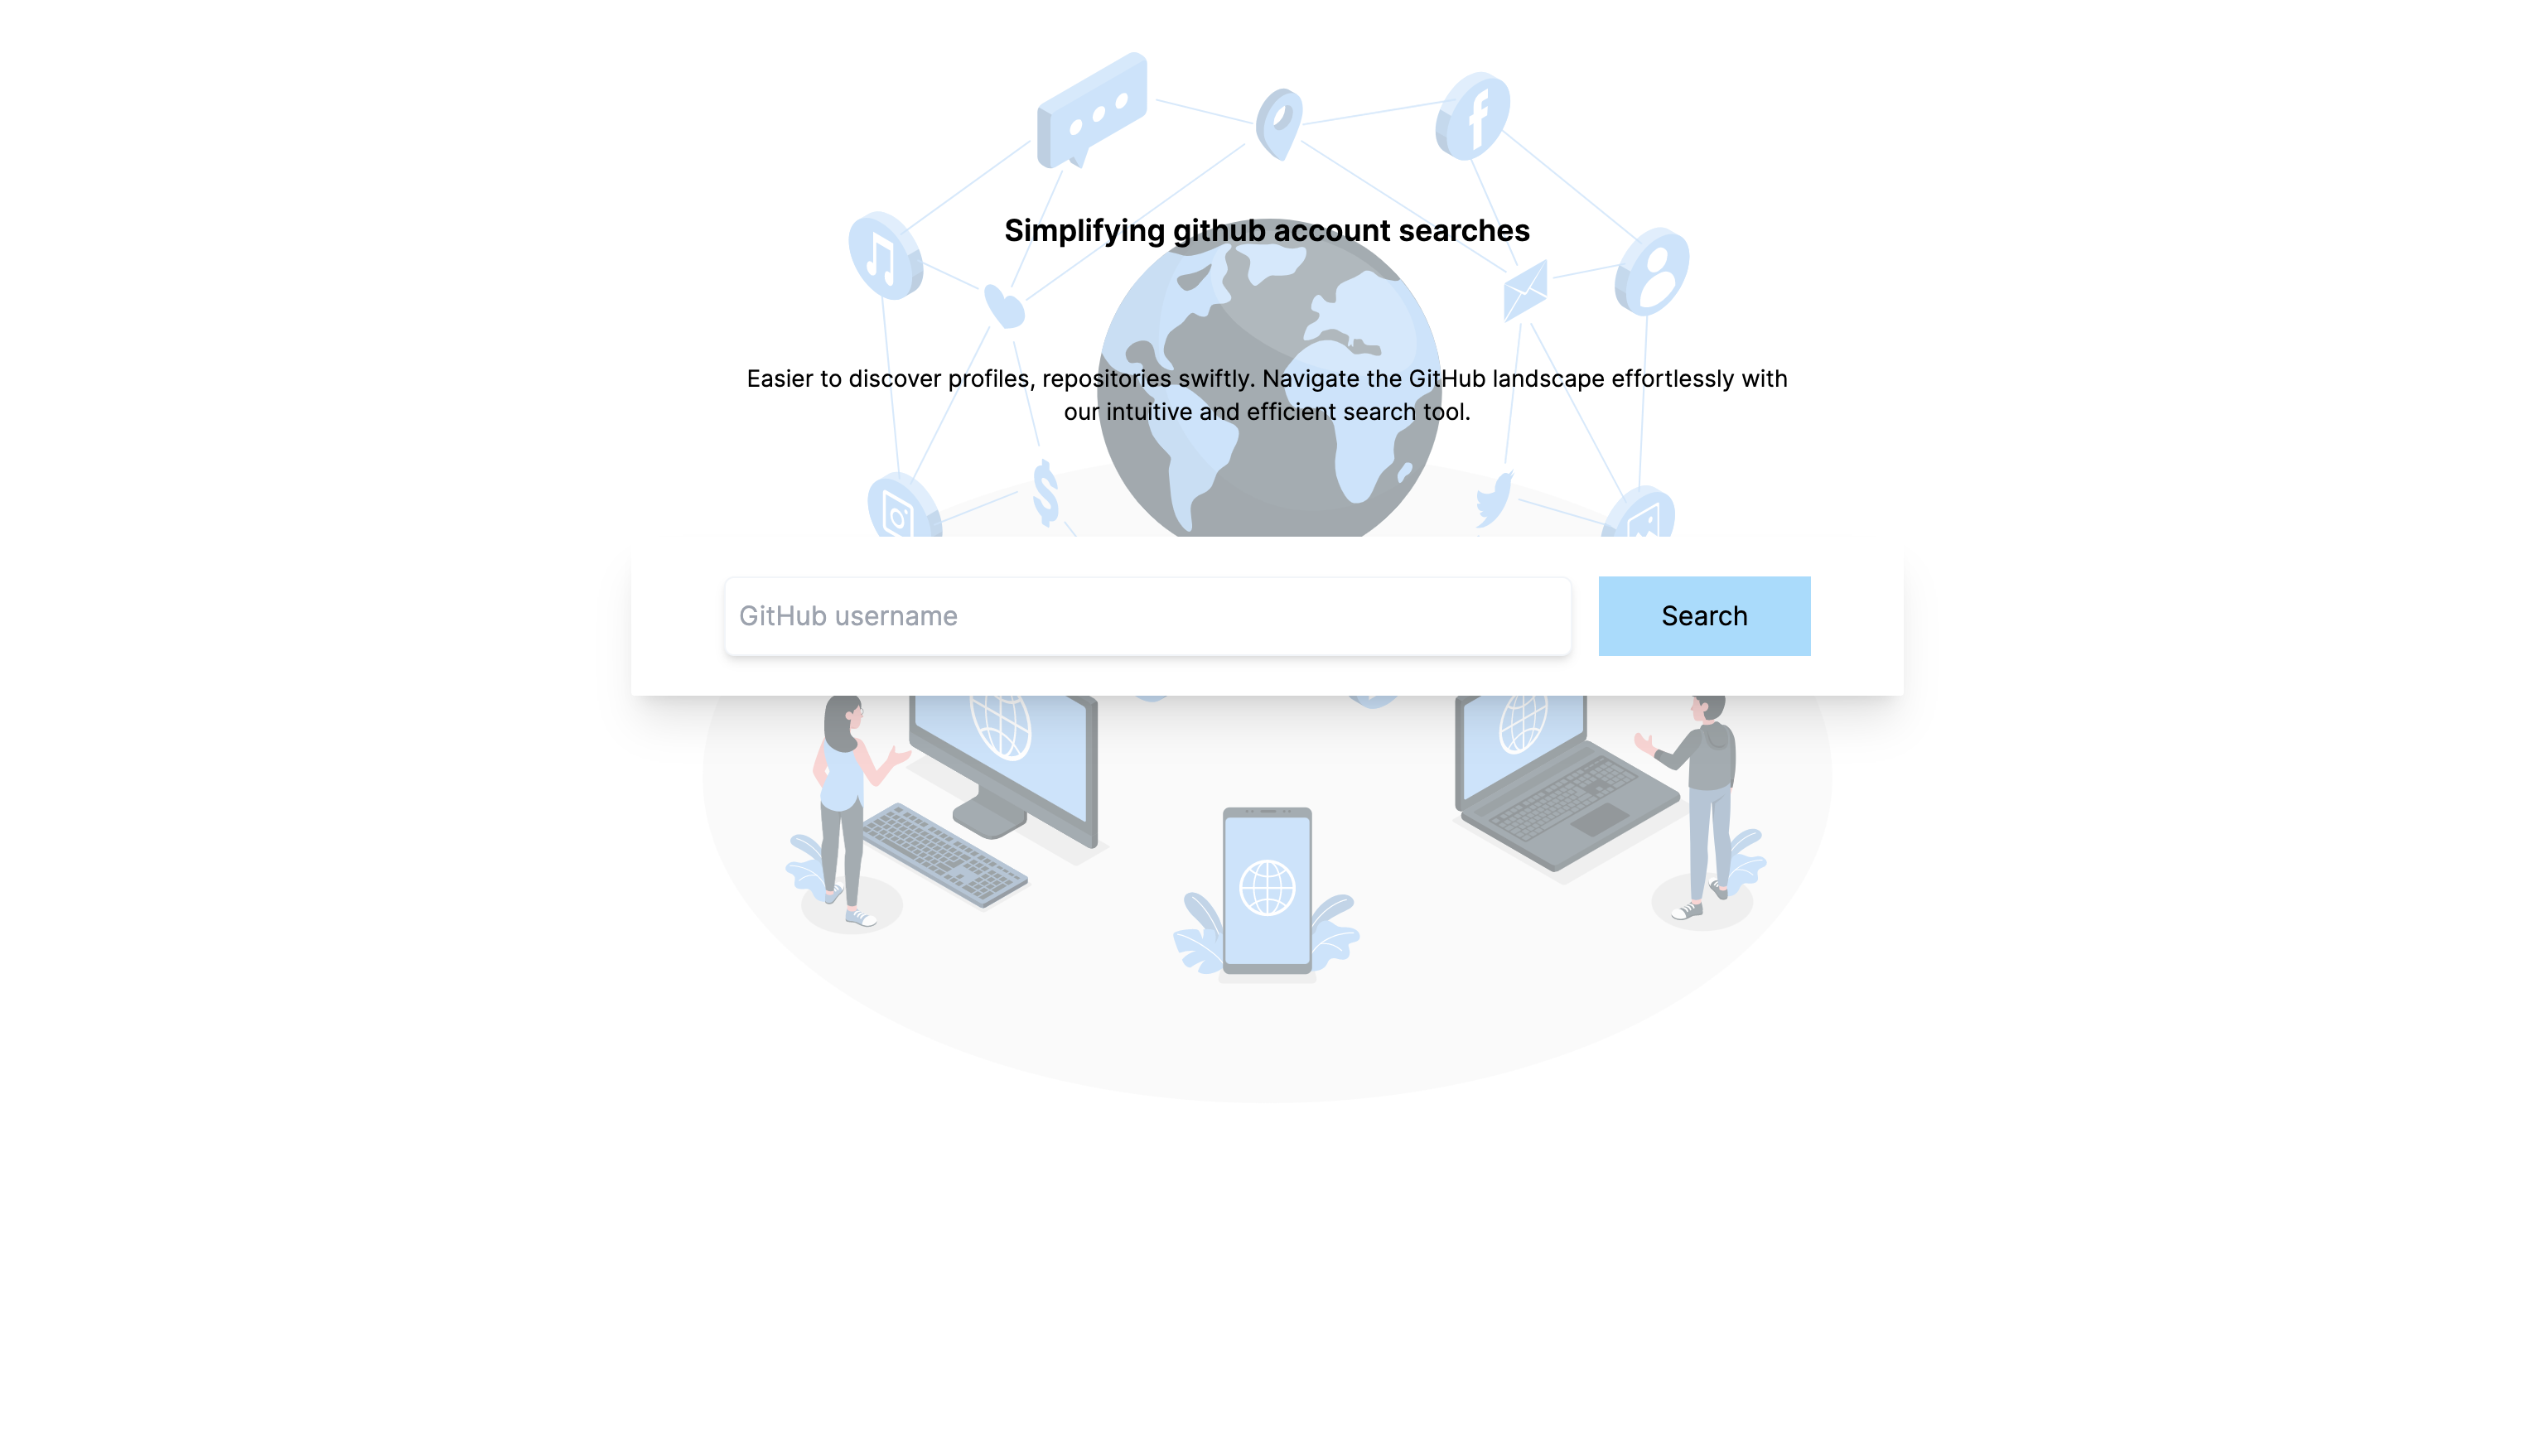 Simplifying github account searches
Easier to discover profiles, repositories swiftly. Navigate the GitHub landscape effortlessly with
our intuitive and efficient search tool.
GitHub username
Search